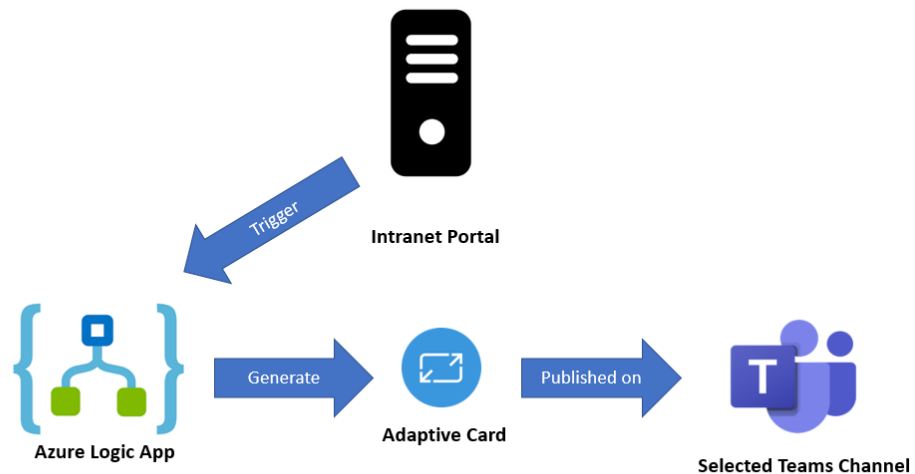 Intranet Portal
Trigger
Generate
Published on
T
Azure Logic App
Adaptive Card
Selected Teams Channel